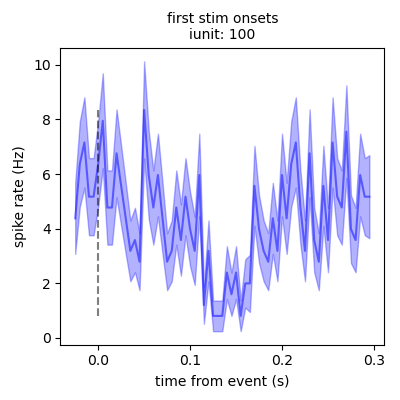 first stim onsets
iunit: 100
spike rate (Hz)
10
8
6
4
2
0
0.0 0.1 0.2 0.3
time from event (s)